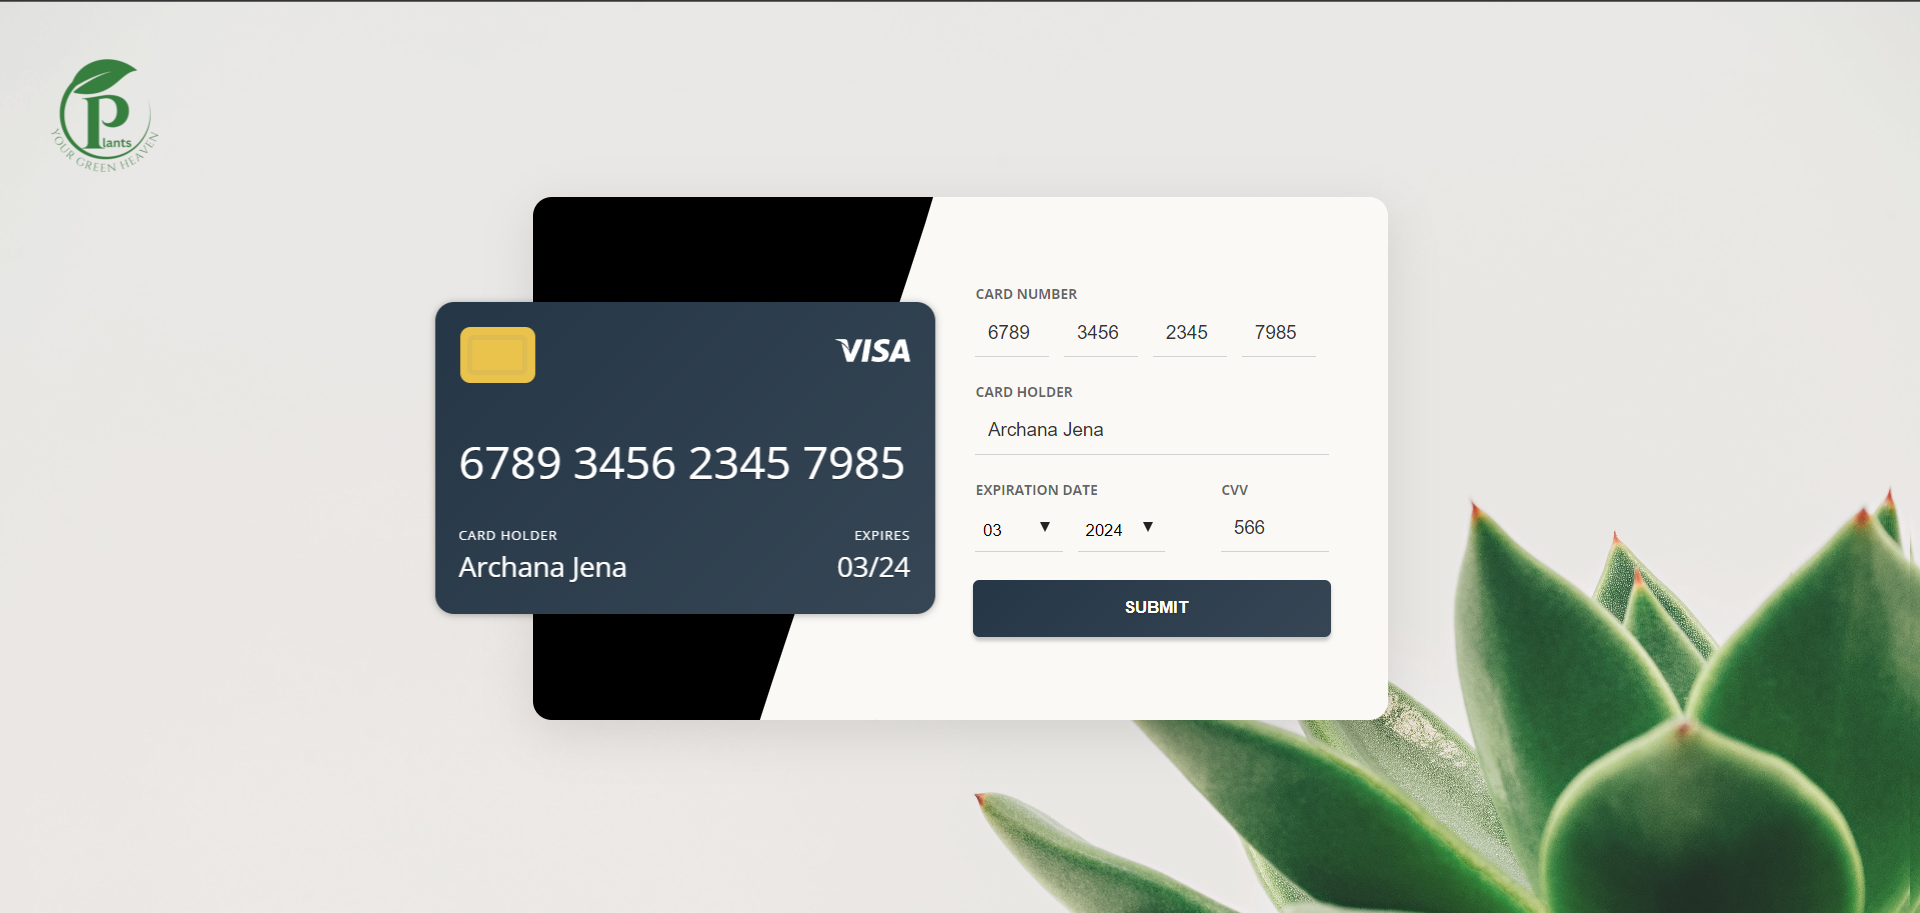 Plants
YOUR GREEN HEAVEN
VISA
6789 3456 2345 7985
CARD HOLDER
EXPIRES
Archana Jena
03/24
CARD NUMBER
6789 3456 2345 7985
CARD HOLDER
Archana Jena
EXPIRATION DATE
CVV
03 ▼ 2024 ▼ 566
SUBMIT